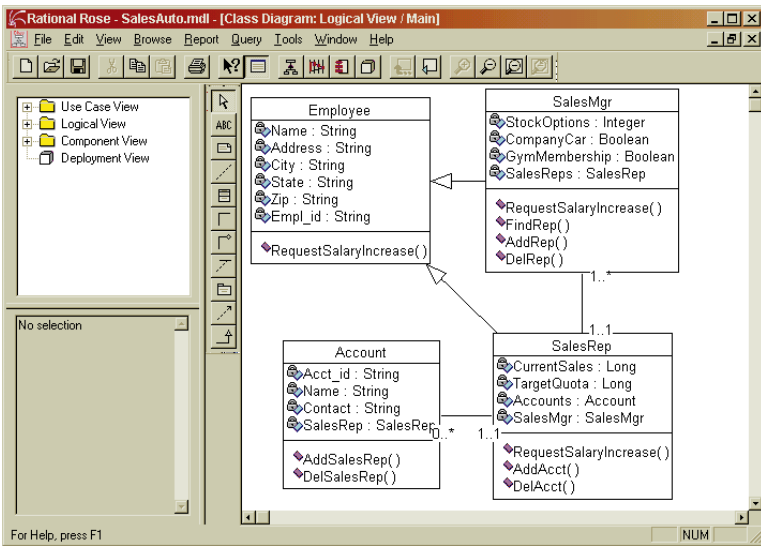 Rational Rose - SalesAuto.mdl - [Class Diagram: Logical View / Main]
File Edit View Browse Report Query Tools Window Help
ABC
Use Case View
Logical View
Component View
Deployment View
No selection
Employee
Name : String
Address : String
City : String
State : String
Zip : String
Empl_id : String
RequestSalaryIncrease( )
SalesMgr
StockOptions : Integer
CompanyCar : Boolean
GymMembership : Boolean
SalesReps : SalesRep
RequestSalaryIncrease( )
FindRep( )
AddRep( )
DelRep( )
1..*
1..1
Account
Acct_id : String
Name : String
Contact : String
SalesRep : SalesRep
AddSalesRep( )
DelSalesRep( )
0..*
1..1
SalesRep
CurrentSales : Long
TargetQuota : Long
Accounts : Account
SalesMgr : SalesMgr
RequestSalaryIncrease( )
AddAcct( )
DelAcct( )
For Help, press F1
NUM